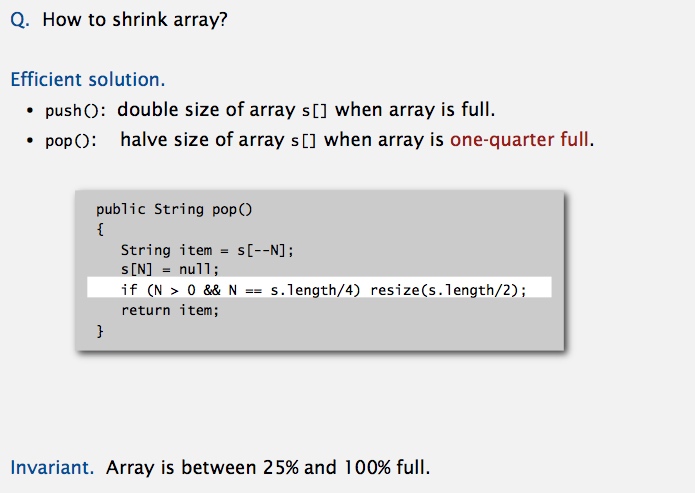 Q. How to shrink array?
Efficient solution.
• push(): double size of array s[] when array is full.
• pop(): halve size of array s[] when array is one-quarter full.
public String pop()
{
String item = s[--N];
s[N] = null;
if (N > 0 && N == s.length/4) resize(s.length/2);
return item;
}
Invariant. Array is between 25% and 100% full.